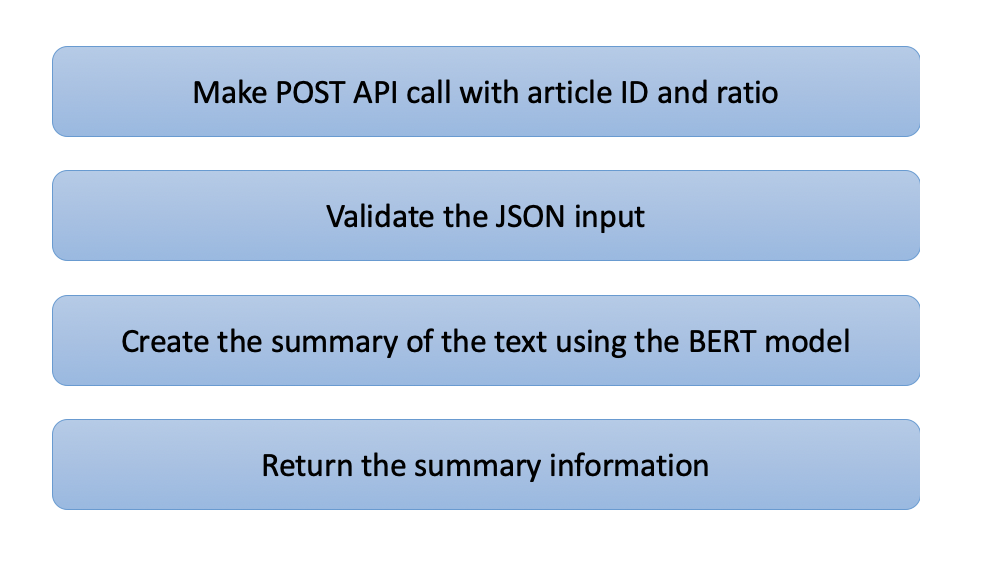 Make POST API call with article ID and ratio
Validate the JSON input
Create the summary of the text using the BERT model
Return the summary information